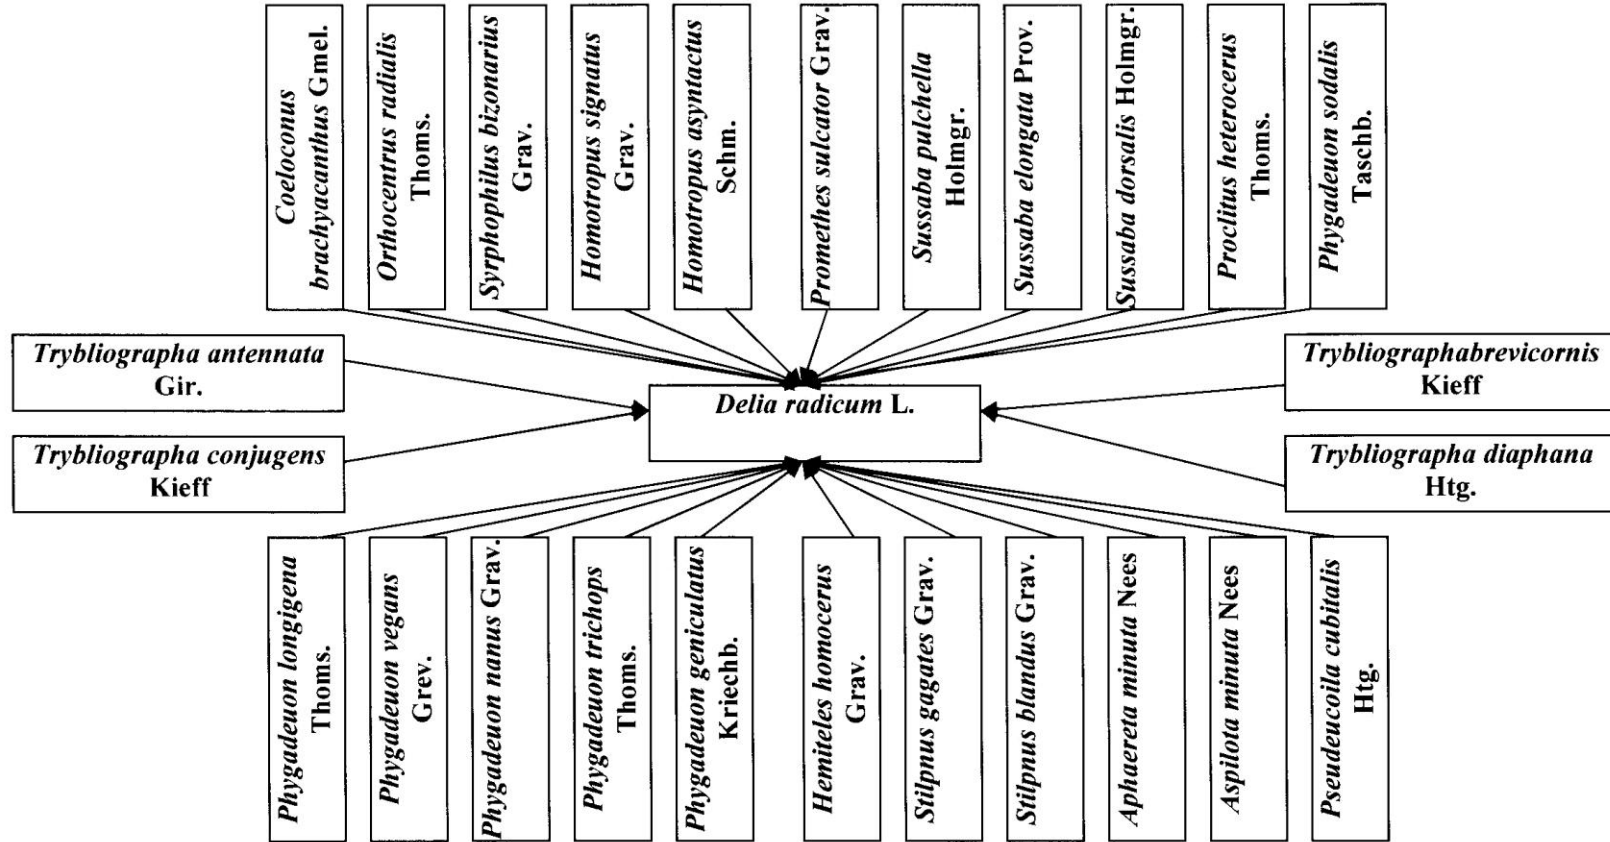 Coeloconus
brachyacanthus Gmel.
Orthocentrus radialis
Thoms.
Syrphophilus bizonarius
Grav.
Homotropus signatus
Grav.
Homotropus asyntactus
Schm.
Promethes sulcator Grav.
Sussaba pulchella
Holmgr.
Sussaba elongata Prov.
Sussaba dorsalis Holmgr.
Proclitus heterocerus
Thoms.
Phygadeuon sodalis
Taschb.
Trybliographa antennata
Gir.
Trybliographabrevicornis
Kieff
Delia radicum L.
Trybliographa conjugens
Kieff
Trybliographa diaphana
Htg.
Phygadeuon longigena
Thoms.
Phygadeuon vegans
Grev.
Phygadeuon nanus Grav.
Phygadeuon trichops
Thoms.
Phygadeuon geniculatus
Kriechb.
Hemiteles homocerus
Grav.
Stilpnus gagates Grav.
Stilpnus blandus Grav.
Aphaereta minuta Nees
Aspilota minuta Nees
Pseudeucoila cubitalis
Htg.